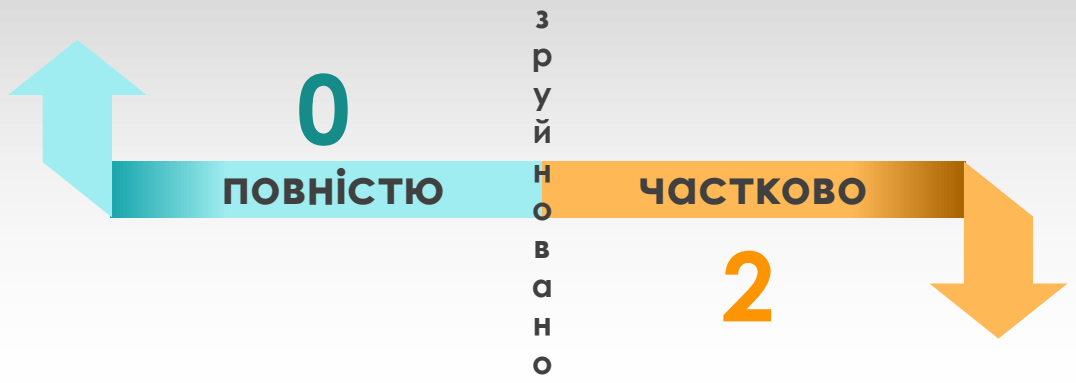 зруйновано
0
повністю
частково
2